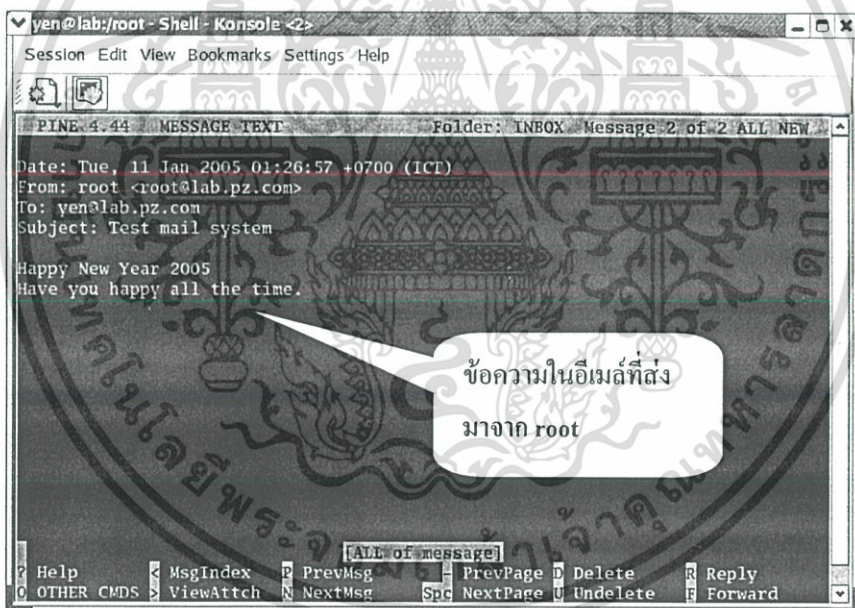 yen@lab:/root - Shell - Konsole <2>
Session Edit View Bookmarks Settings Help
PINE 4.44 MESSAGE TEXT Folder: INBOX Message 2 of 2 ALL NEW
Date: Tue, 11 Jan 2005 01:26:57 +0700 (ICT)
From: root <root@lab.pz.com>
To: yen@lab.pz.com
Subject: Test mail system
Happy New Year 2005
Have you happy all the time.
ข้อความในอีเมล์ที่ส่ง
มาจาก root
[ALL of message]
? Help < MsgIndex P PrevMsg - PrevPage D Delete R Reply
O OTHER CMDS > ViewAttch N NextMsg Spc NextPage U Undelete F Forward